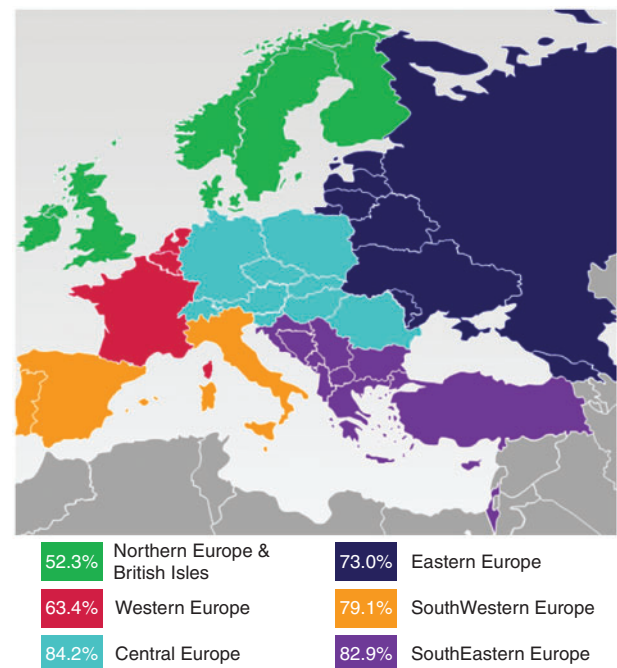 52.3% Northern Europe &
British Isles
73.0% Eastern Europe
63.4% Western Europe
79.1% SouthWestern Europe
84.2% Central Europe
82.9% SouthEastern Europe